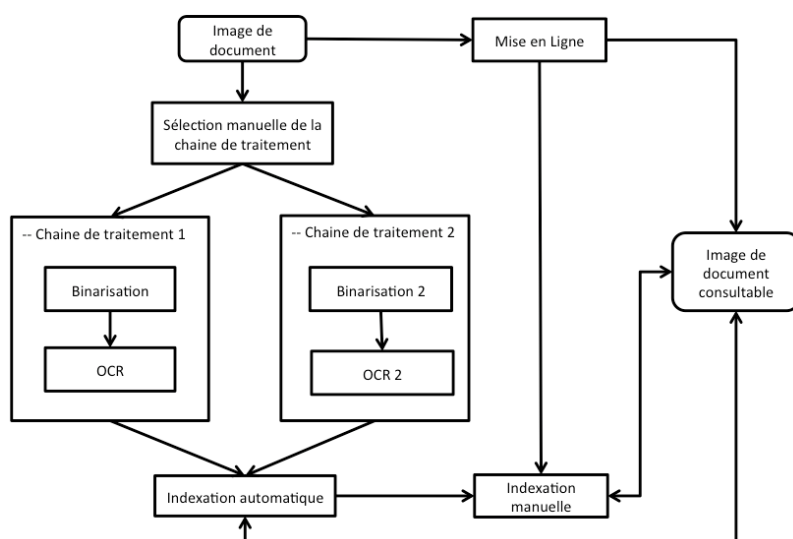 Image de
document
Mise en Ligne
Sélection manuelle de la
chaine de traitement
-- Chaine de traitement 1
-- Chaine de traitement 2
Image de
document
consultable
Binarisation
Binarisation 2
OCR
OCR 2
Indexation automatique
Indexation
manuelle